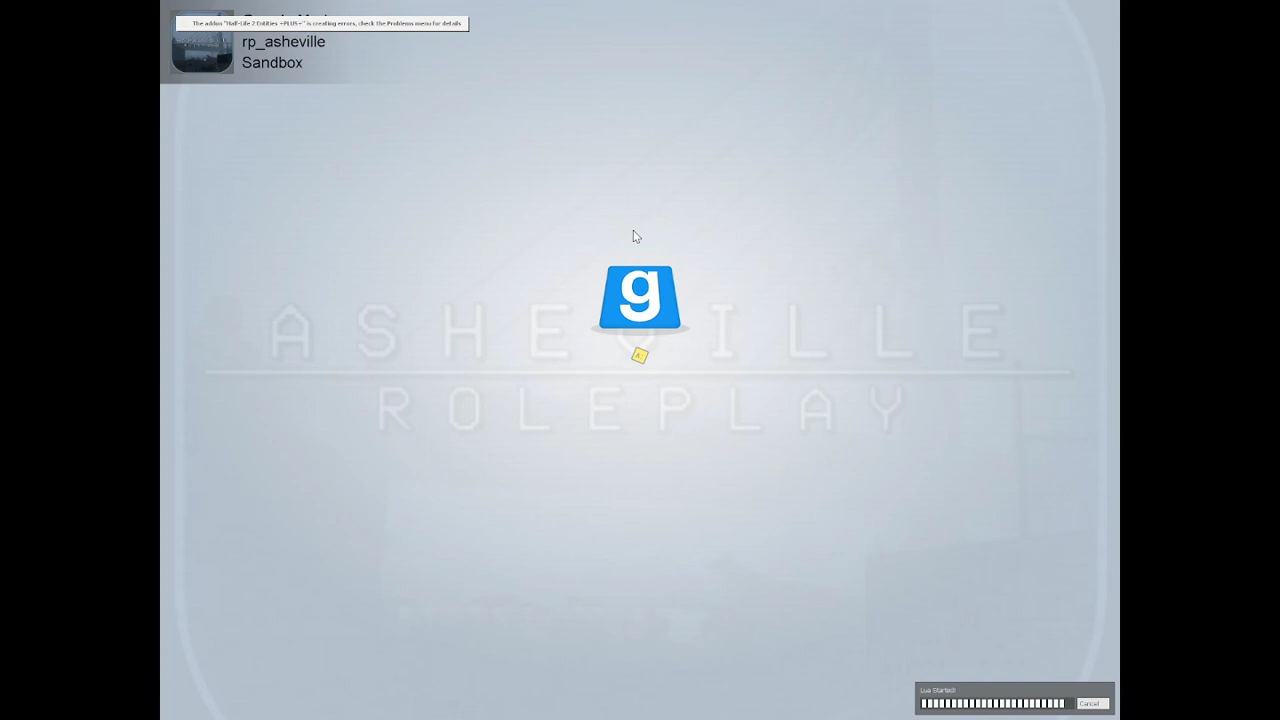 The addon "Half-Life 2 Entities +PLUS+" is creating errors, check the Problems menu for details
rp_asheville
Sandbox
g
ASHEVILLE
ROLEPLAY
Lua Started!
Cancel